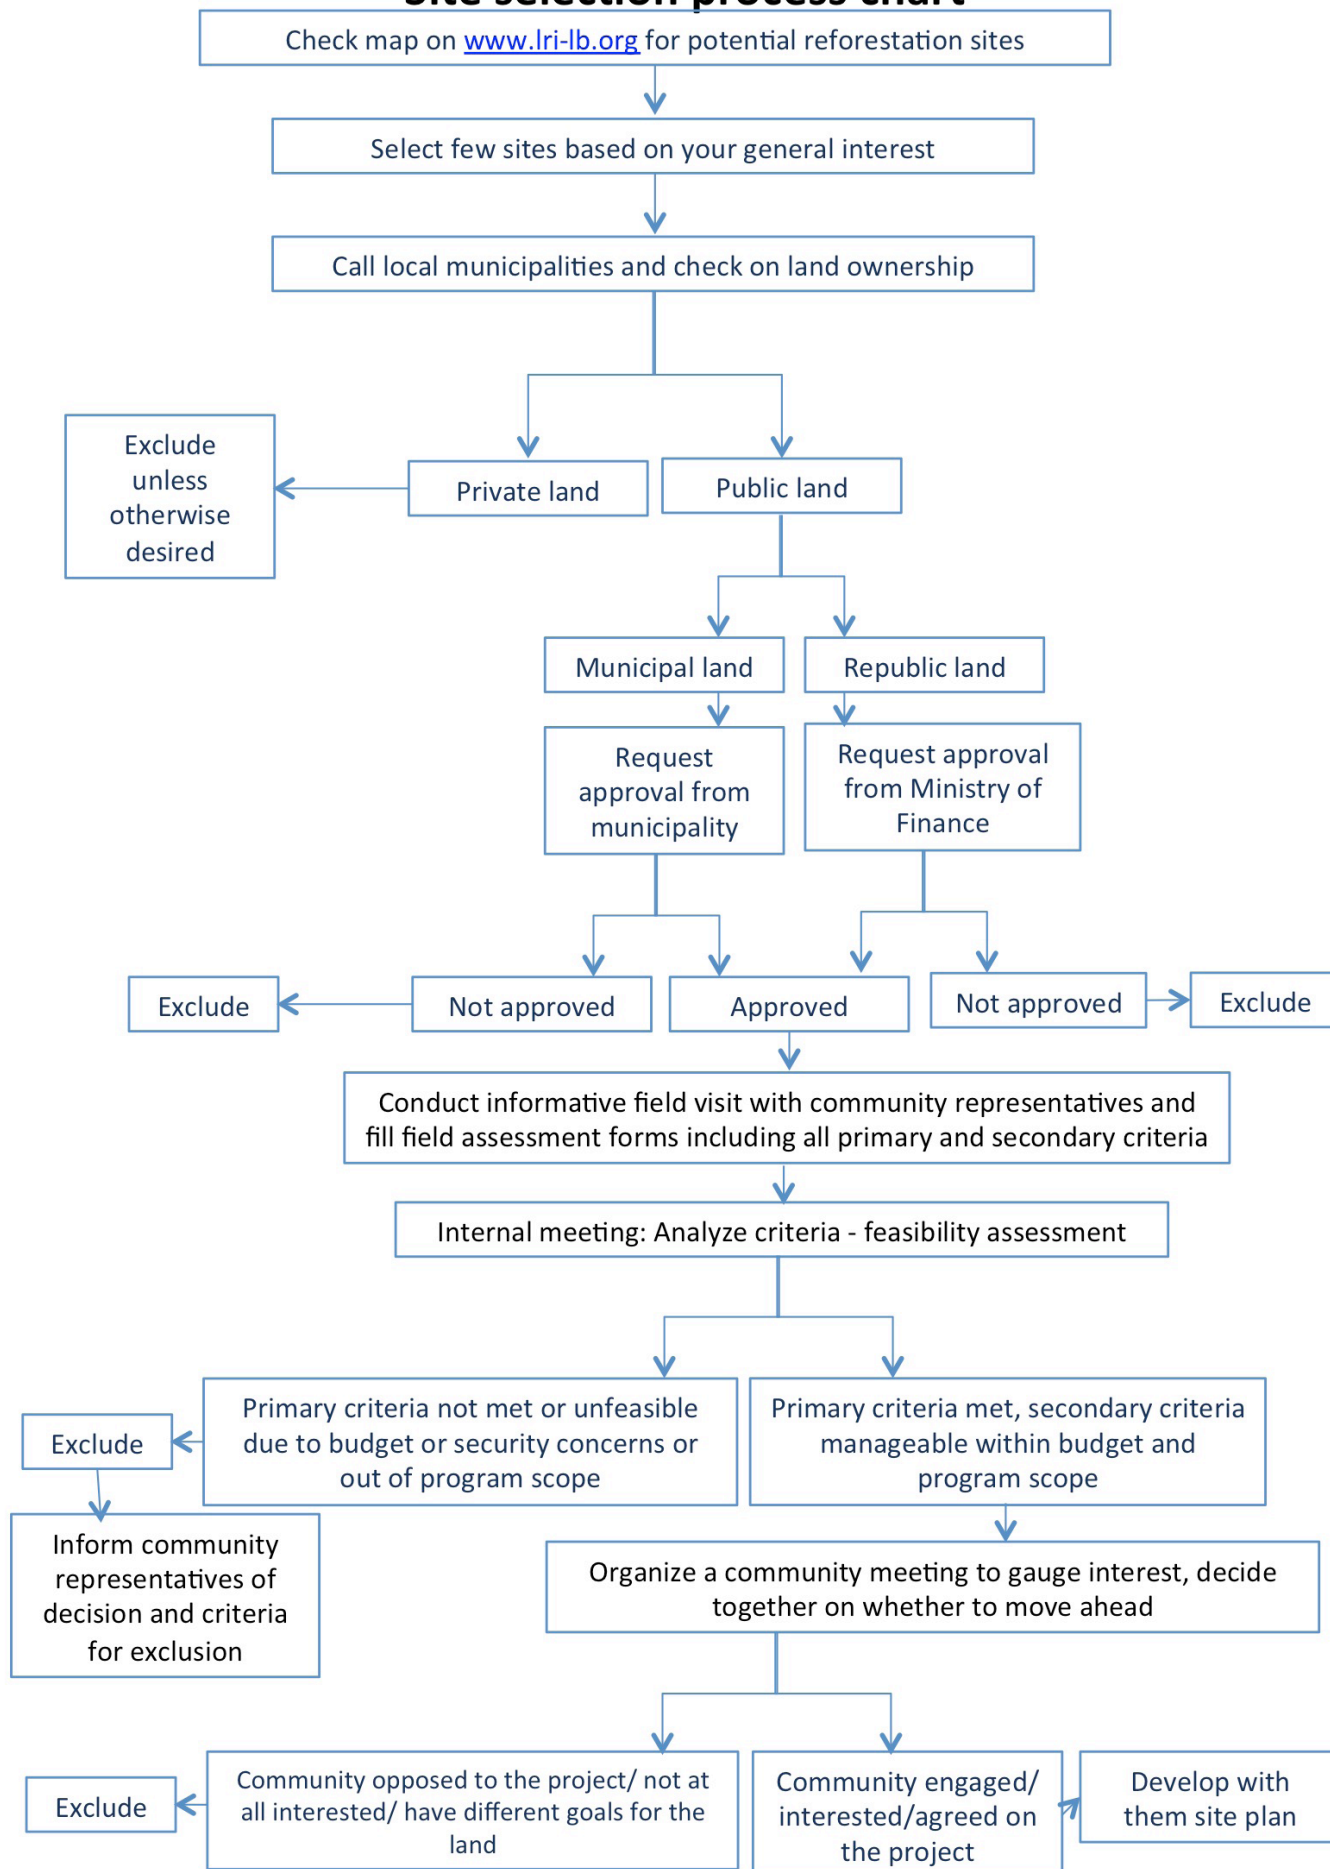 Site selection process chart
Check map on www.lri-lb.org for potential reforestation sites
Select few sites based on your general interest
Call local municipalities and check on land ownership
Exclude
unless
otherwise
desired
Private land
Public land
Municipal land
Republic land
Request
approval from
municipality
Request approval
from Ministry of
Finance
Exclude
Not approved
Approved
Not approved
Exclude
Conduct informative field visit with community representatives and
fill field assessment forms including all primary and secondary criteria
Internal meeting: Analyze criteria - feasibility assessment
Exclude
Primary criteria not met or unfeasible
due to budget or security concerns or
out of program scope
Primary criteria met, secondary criteria
manageable within budget and
program scope
Inform community
representatives of
decision and criteria
for exclusion
Organize a community meeting to gauge interest, decide
together on whether to move ahead
Exclude
Community opposed to the project/ not at
all interested/ have different goals for the
land
Community engaged/
interested/agreed on
the project
Develop with
them site plan